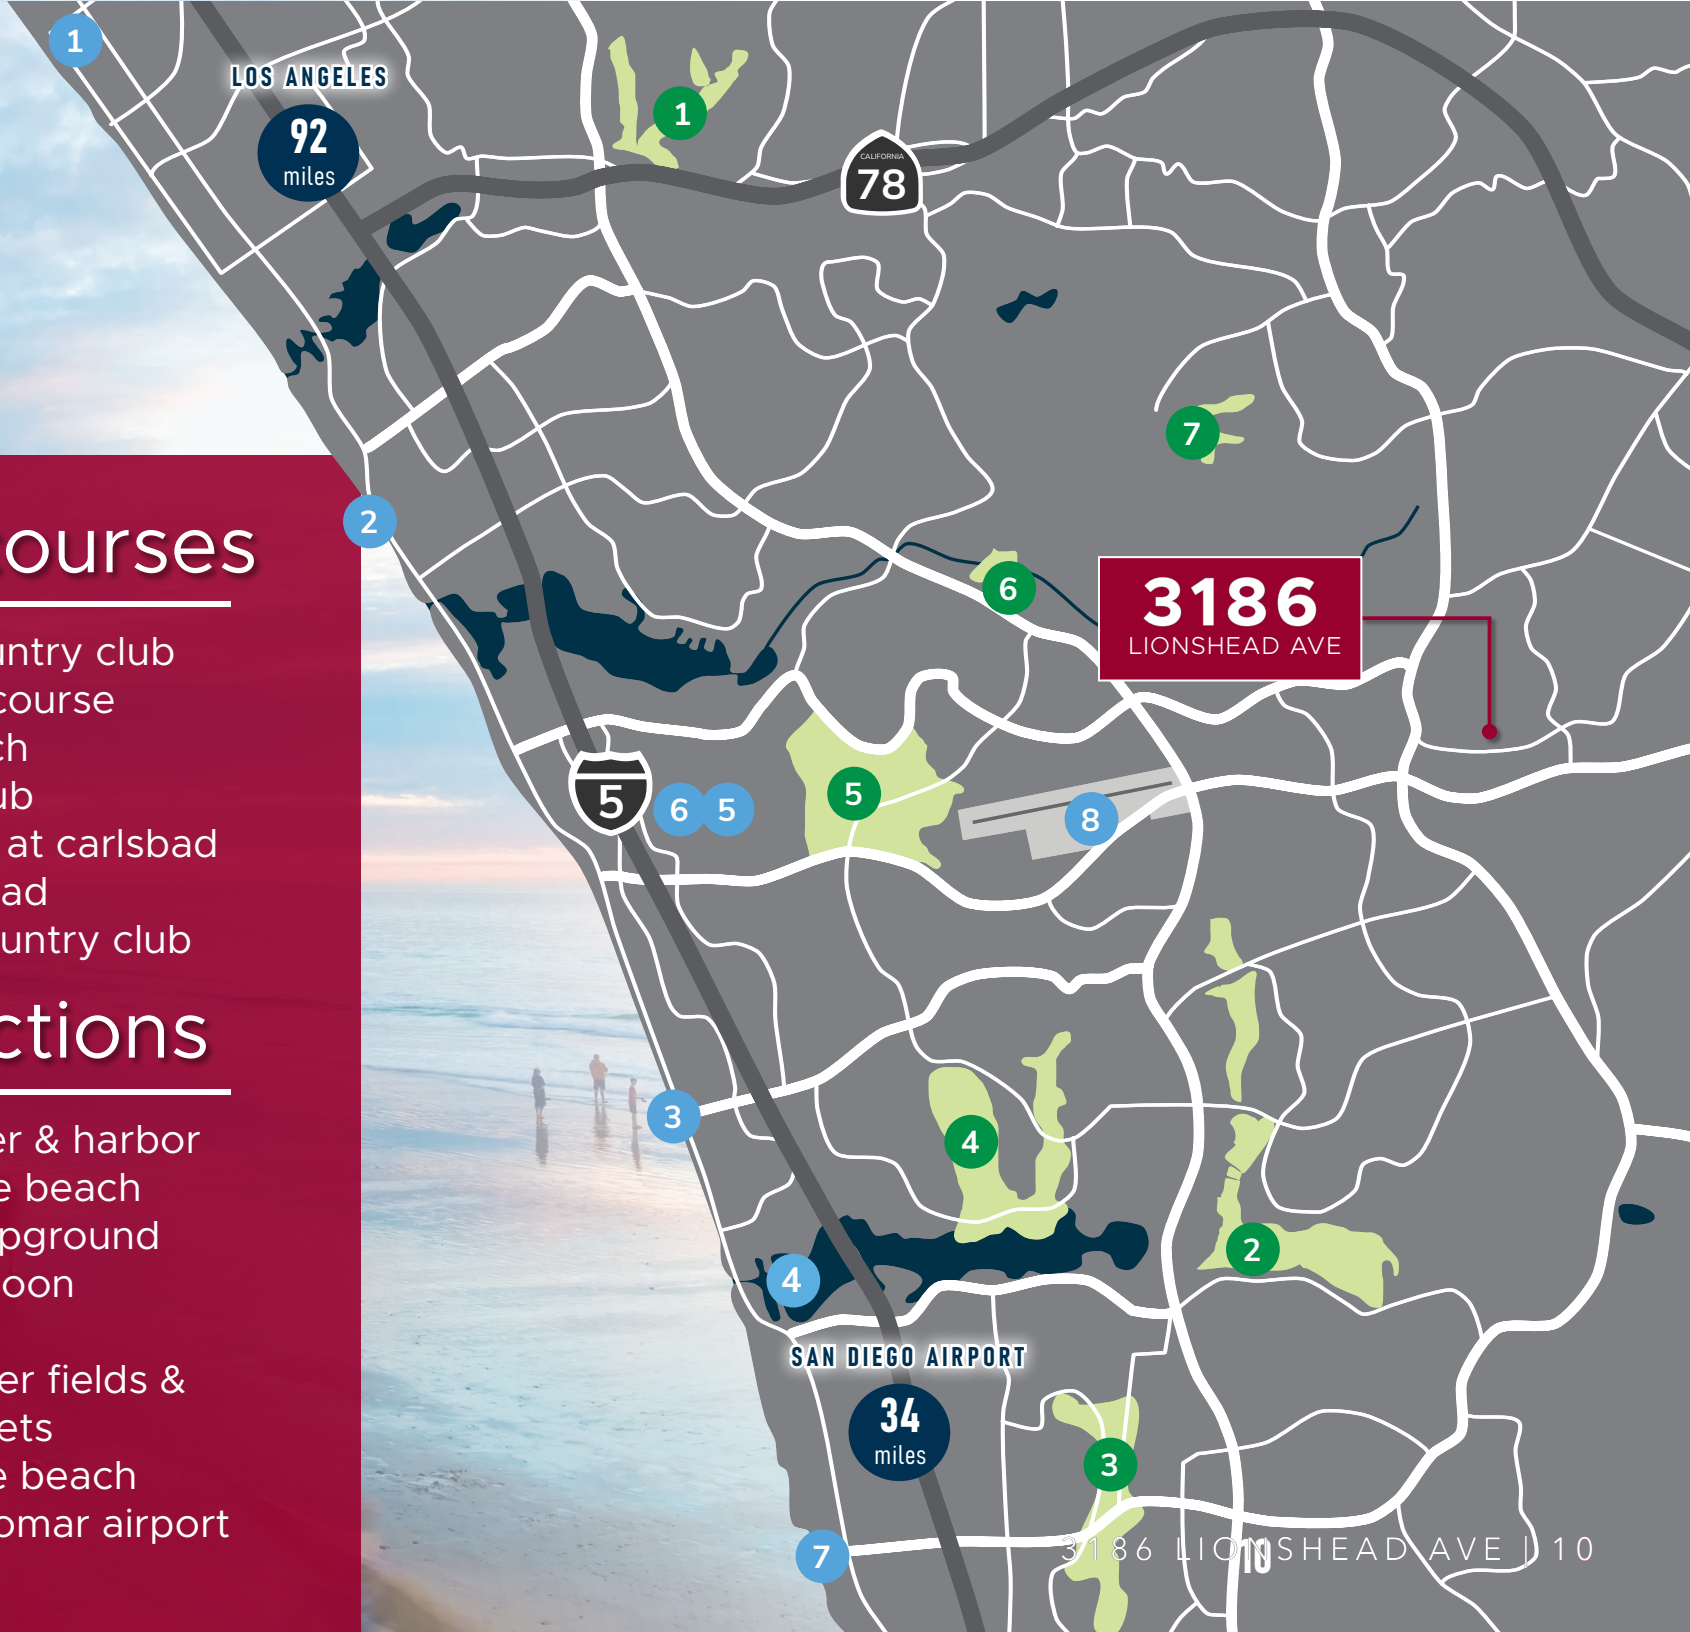 1
LOS ANGELES
92
miles
1
CALIFORNIA
78
7
2
6
3186
LIONSHEAD AVE
5
6
5
5
8
3
4
2
4
SAN DIEGO AIRPORT
34
miles
3
7
ourses
untry club
course
ch
ub
at carlsbad
ad
untry club
ctions
er & harbor
e beach
pground
oon
er fields &
ets
e beach
omar airport
3186 LIONSHEAD AVE | 10
10